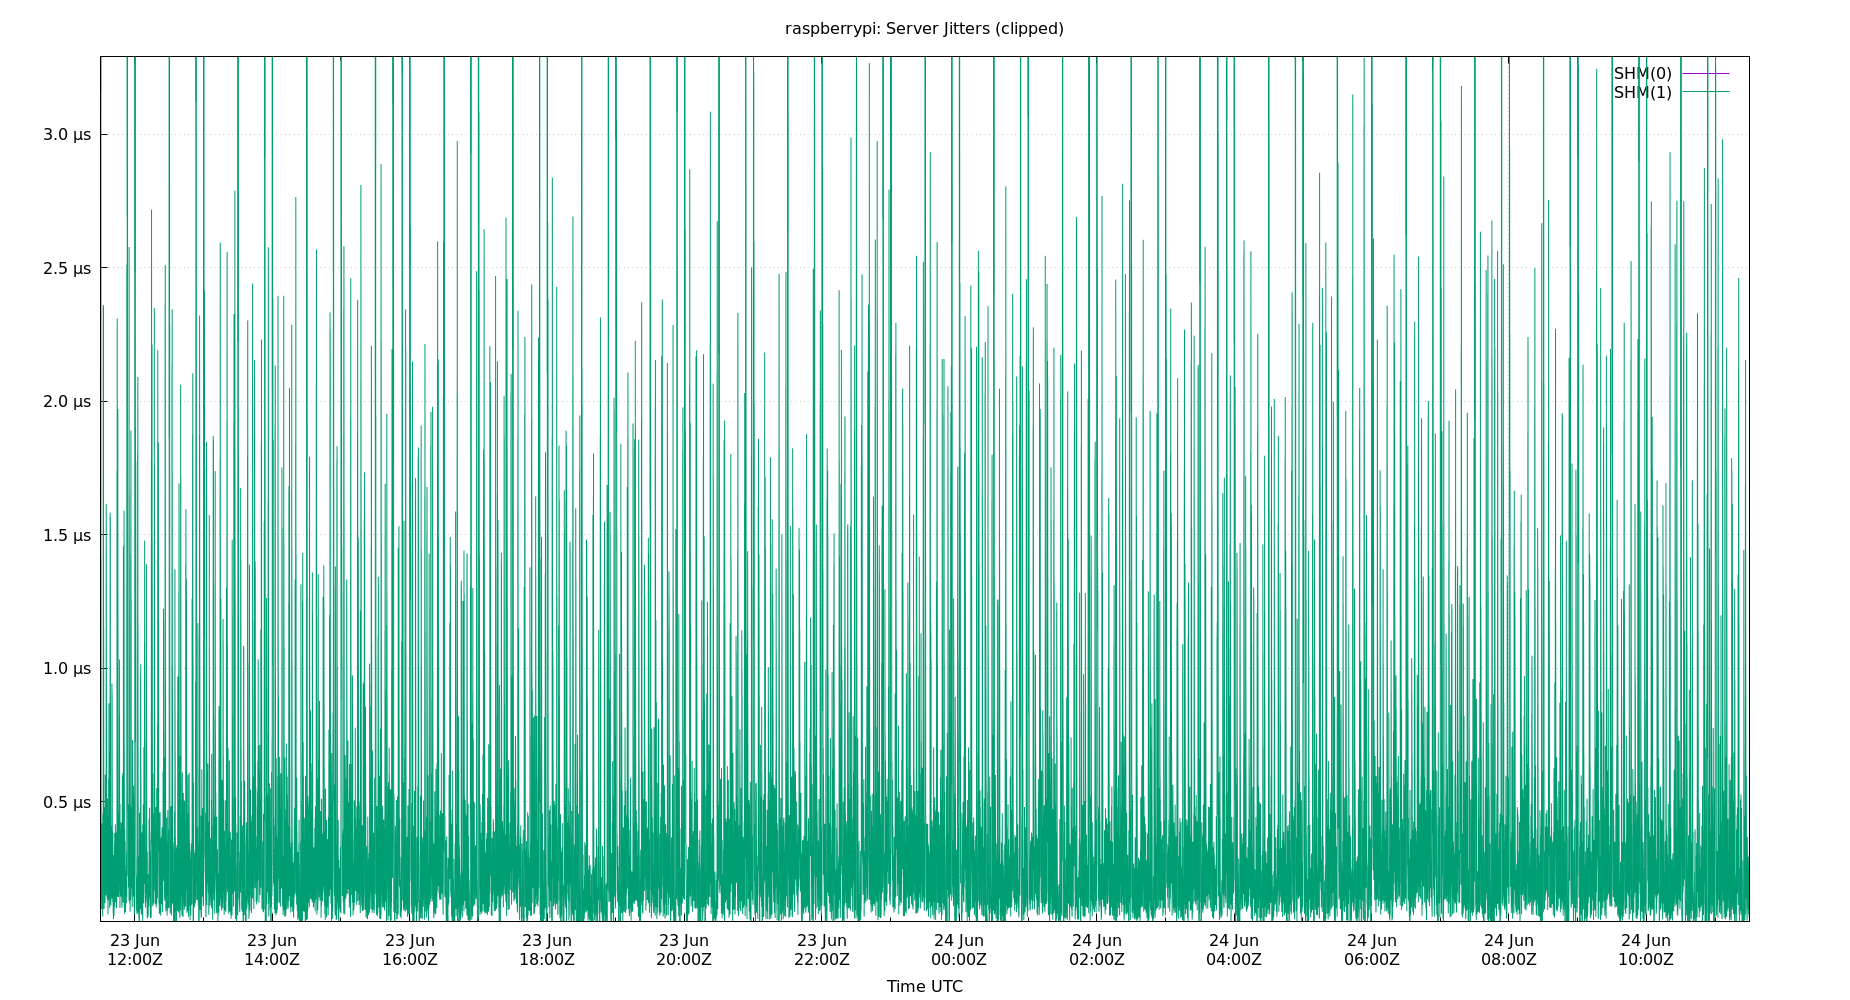 raspberrypi: Server Jitters (clipped)
SHM(0)
SHM(1)
3.0 µs
2.5 µs
2.0 µs
1.5 µs
1.0 µs
0.5 µs
23 Jun 23 Jun 23 Jun 23 Jun 23 Jun 23 Jun 24 Jun 24 Jun 24 Jun 24 Jun 24 Jun 24 Jun
12:00Z 14:00Z 16:00Z 18:00Z 20:00Z 22:00Z 00:00Z 02:00Z 04:00Z 06:00Z 08:00Z 10:00Z
Time UTC